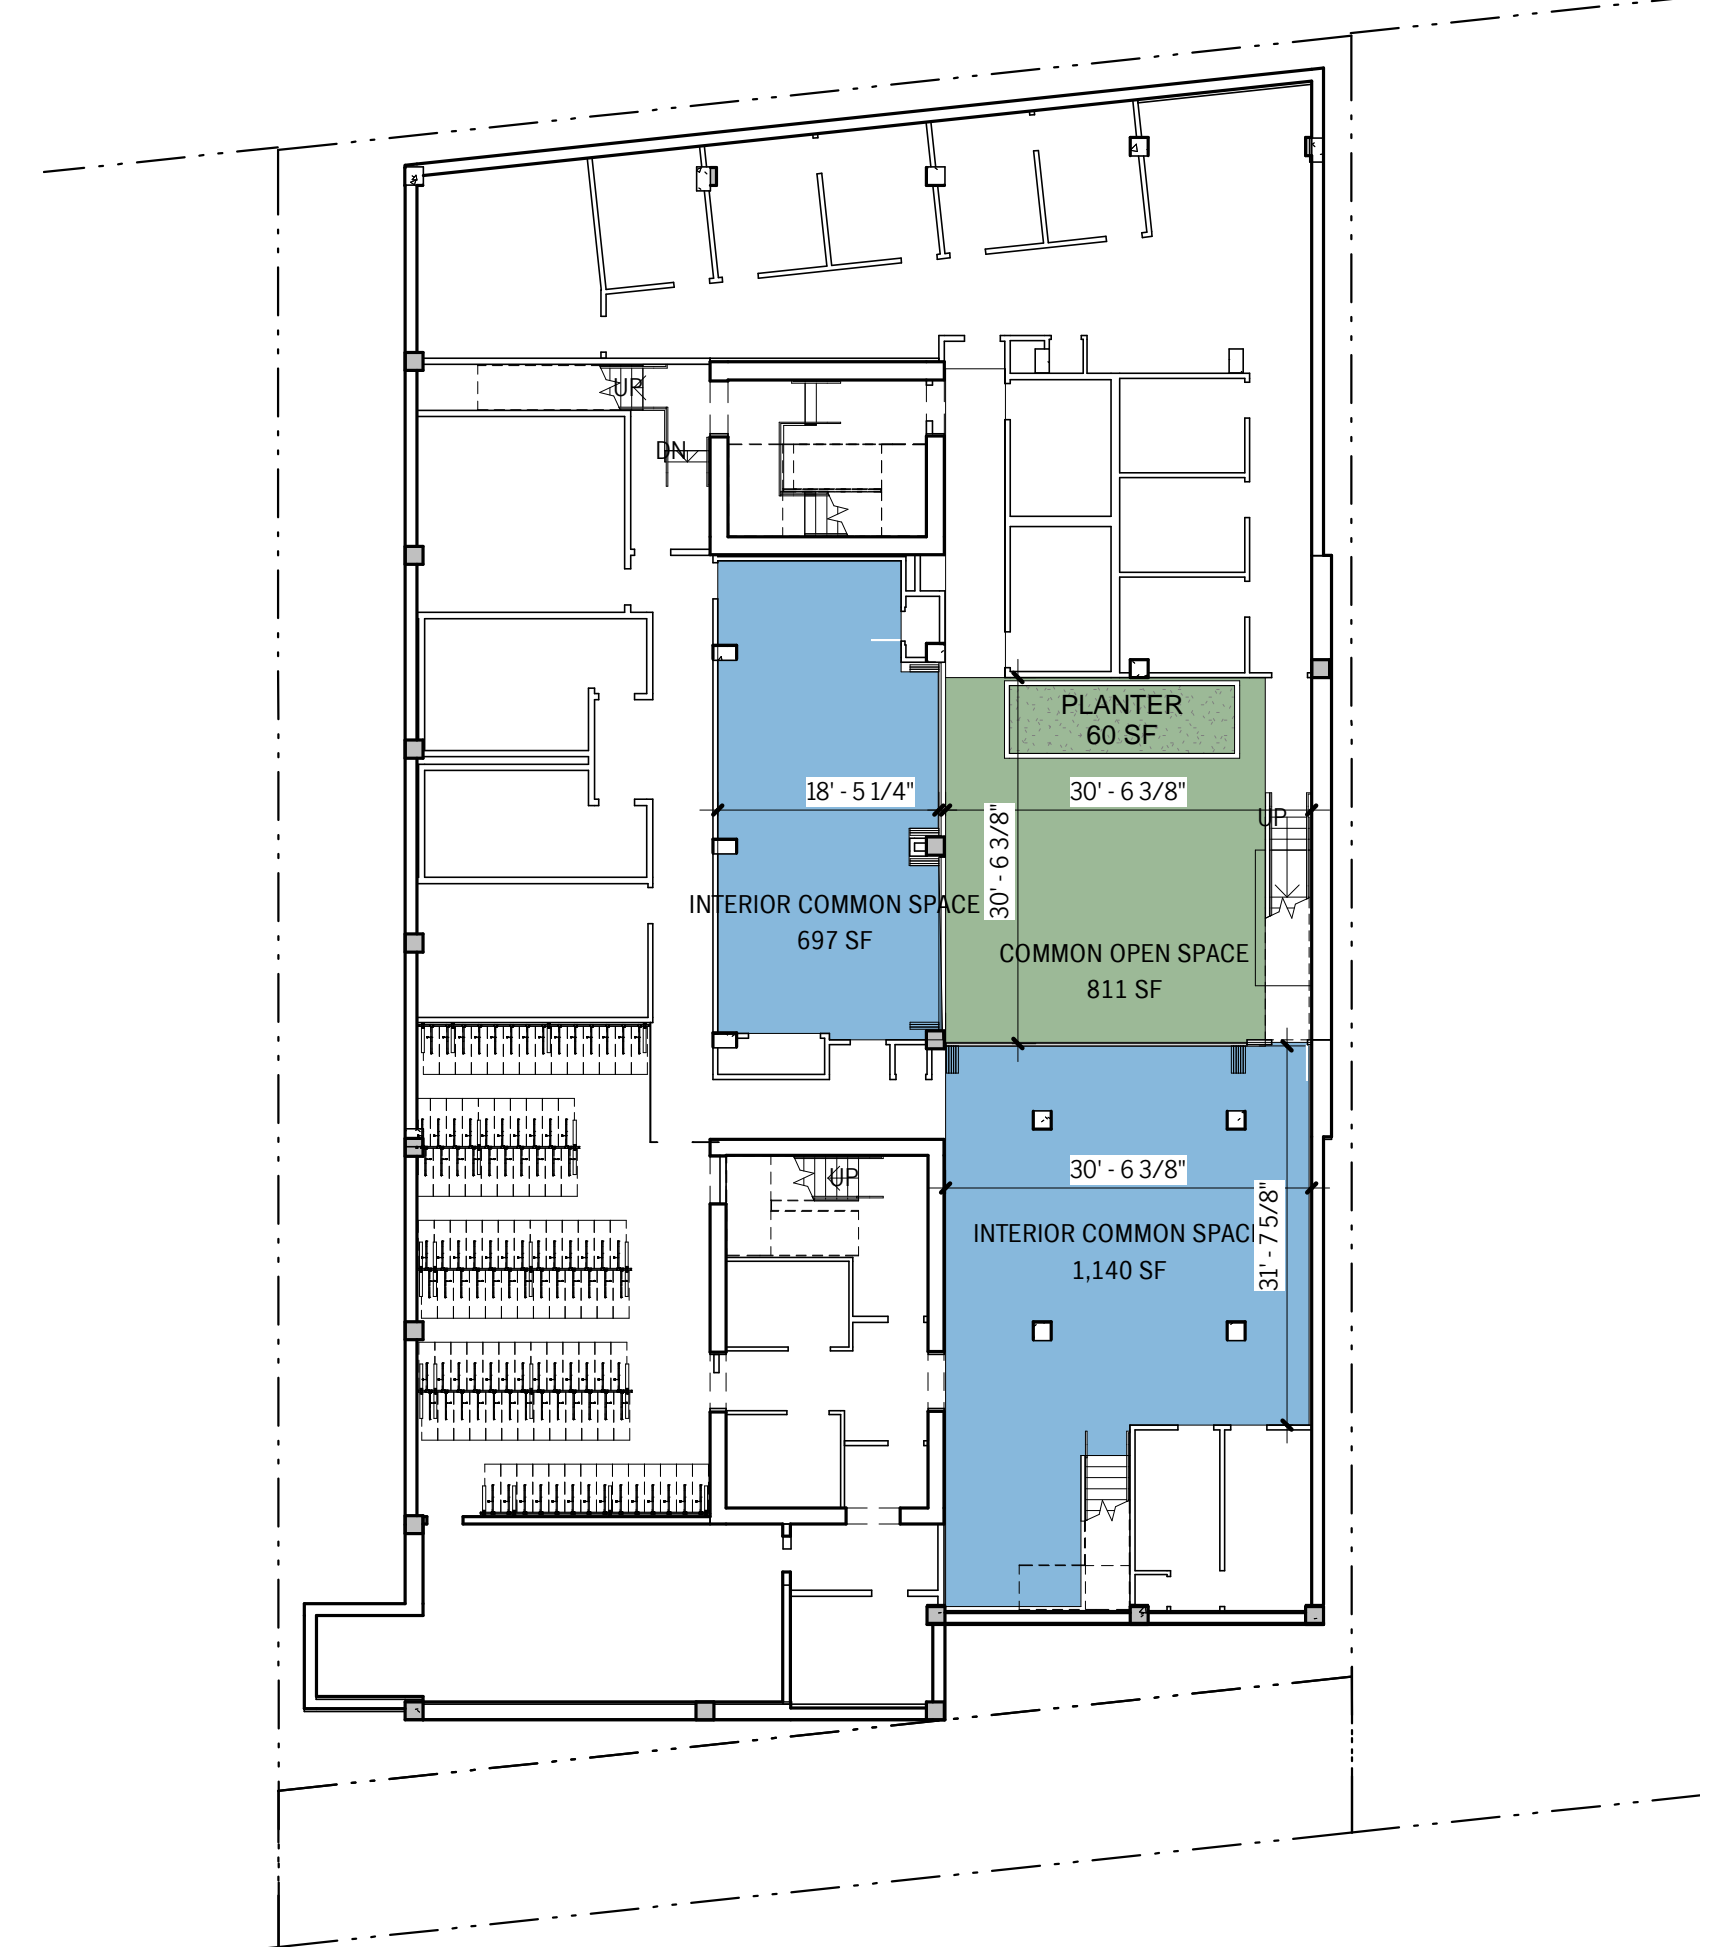 UP
DN
PLANTER
60 SF
18' - 5 1/4"
30' - 6 3/8"
30' - 6 3/8"
UP
INTERIOR COMMON SPACE
697 SF
COMMON OPEN SPACE
811 SF
UP
30' - 6 3/8"
31' - 7 5/8"
INTERIOR COMMON SPAC
1,140 SF